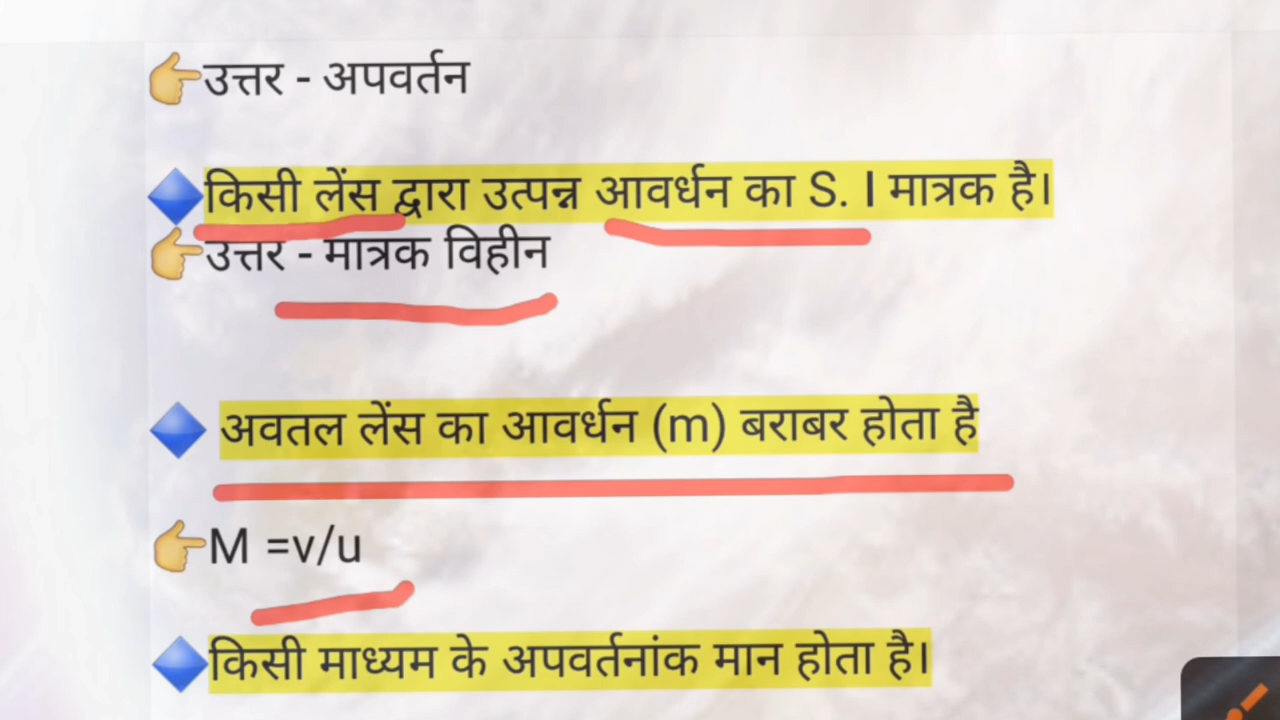 👉उत्तर - अपवर्तन
🔷किसी लेंस द्वारा उत्पन्न आवर्धन का S. I मात्रक है।
👉उत्तर - मात्रक विहीन
🔷 अवतल लेंस का आवर्धन (m) बराबर होता है
👉M =v/u
🔷किसी माध्यम के अपवर्तनांक मान होता है।